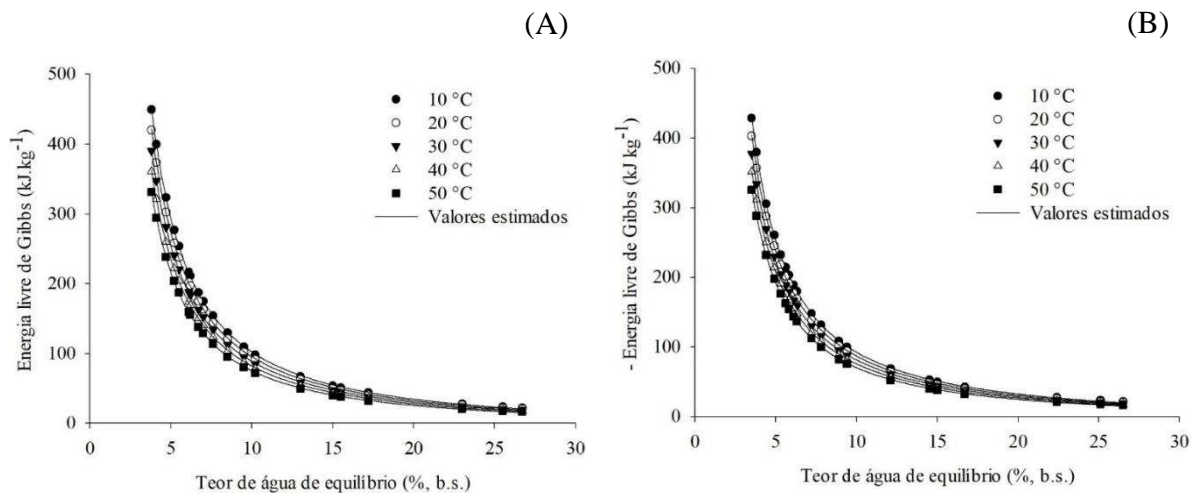 (A)
Energia livre de Gibbs (kJ.kg-1)
500
400
300
200
100
0
10 °C
20 °C
30 °C
40 °C
50 °C
Valores estimados
0 5 10 15 20 25 30
Teor de água de equilíbrio (%, b.s.)
(B)
- Energia livre de Gibbs (kJ kg-1)
500
400
300
200
100
0
10 °C
20 °C
30 °C
40 °C
50 °C
Valores estimados
0 5 10 15 20 25 30
Teor de água de equilíbrio (%, b.s.)